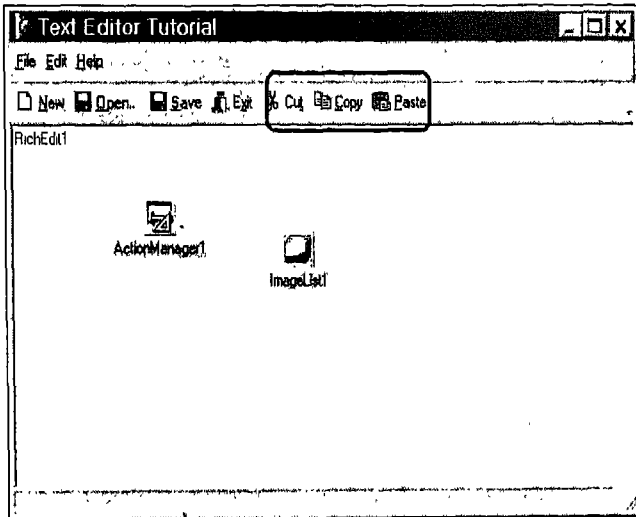 Text Editor Tutorial
File Edit Help
New Open.. Save Exit Cut Copy Paste
RichEdit1
ActionManager1
ImageList1